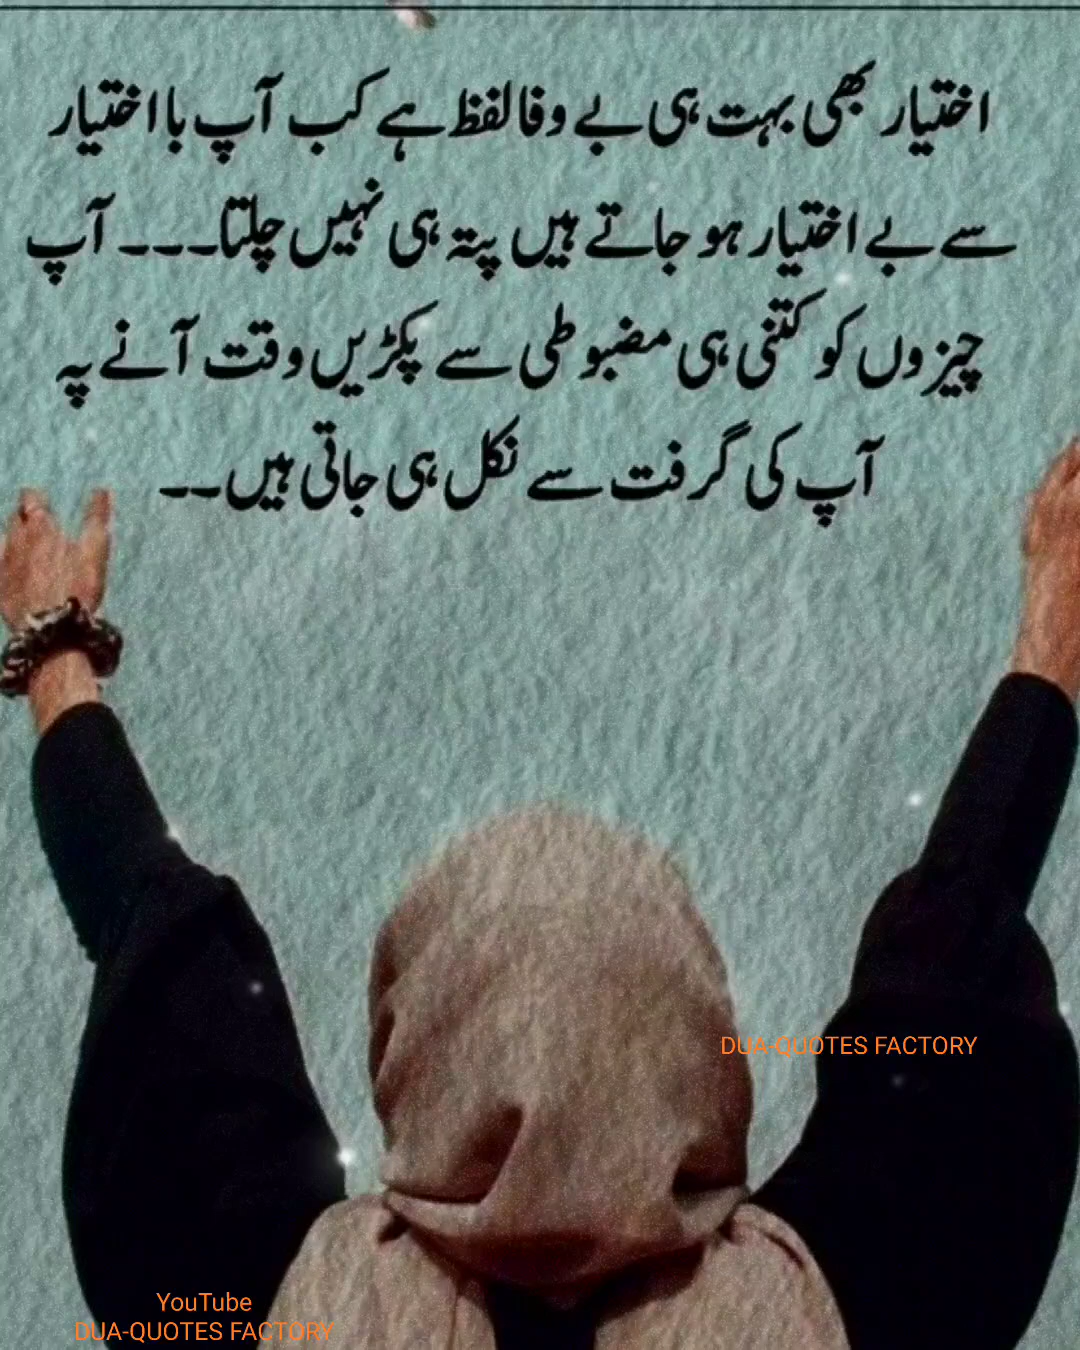 اختیار بھی بہت ہی بے وفا لفظ ہے کب آپ با اختیار
سے بے اختیار ہو جاتے ہیں پتہ ہی نہیں چلتا۔۔۔ آپ
چیزوں کو کتنی ہی مضبوطی سے پکڑیں وقت آنے پہ
آپ کی گرفت سے نکل ہی جاتی ہیں۔۔
DUA-QUOTES FACTORY
YouTube
DUA-QUOTES FACTORY